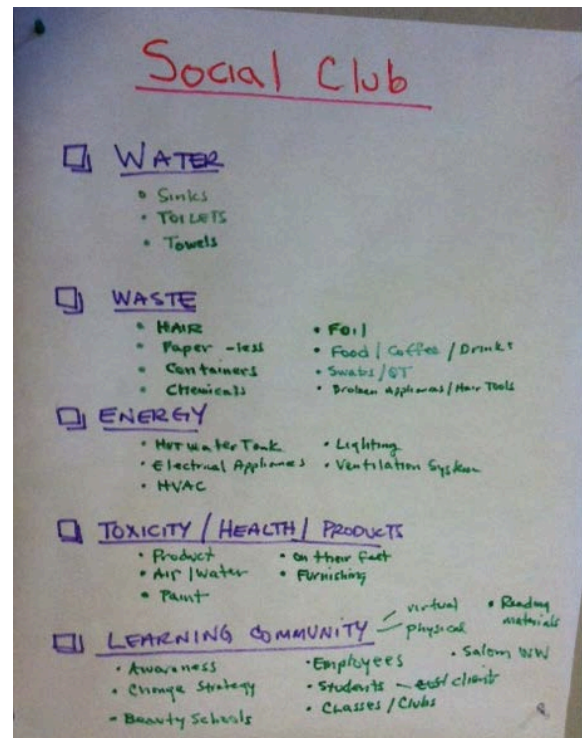 Social Club
WATER
• Sinks
• TOILETS
• Towels
WASTE
• HAIR • Foil
• Paper -less • Food / Coffee / Drinks
• Containers • Swabs / QT
• Chemicals • Broken Appliances / Hair Tools
ENERGY
• Hot water Tank • Lighting
• Electrical Appliances • Ventilation System
• HVAC
TOXICITY / HEALTH / PRODUCTS
• Product • on their feet
• Air / Water • Furnishing
• Paint
LEARNING COMMUNITY virtual • Reading materials
physical
• Awareness • Employees • Salom WW
• Change Strategy • Students – client
• Beauty Schools • Classes / Clubs